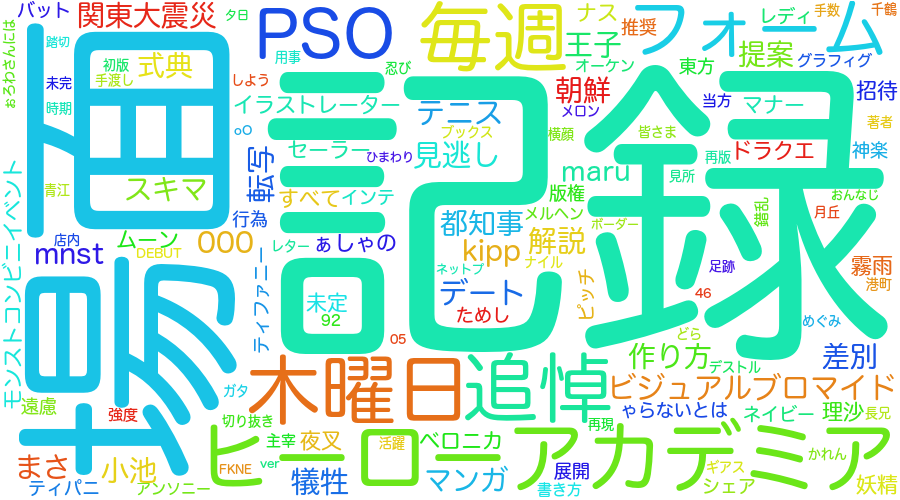 バット
関東大震災
夕日
PSO
毎週
ナス
推奨
フォーム
レディ
手数
千鶴
踏切
用事
王子
提案
グラフィグ
ぉろわさんには
初版
式典
手渡し
忍び
オーケン
東方
未完
しよう
朝鮮
当方
招待
時期
イラストレーター
テニス
メロン
マナー
著者
oO
ブックス
横顔
皆さま
場面
記録
セーラー
ひまわり
見逃し
再版
ドラクエ
神楽
転写
maru
見所
青江
スキマ
すべて
インテ
版権
おんなじ
行為
都知事
メルヘン
錯乱
月丘
店内
ムーン
000
レター
ぁしゃの
解説
ボーダー
mnst
DEBUT
kipp
ナイル
足跡
霧雨
モンストコンビニイベント
ティファニー
ネットプ
港町
未定
デート
ピッチ
46
92
ためし
めぐみ
05
どら
作り方
差別
木曜日
追悼
デストル
ガタ
ビジュアルブロマイド
遠慮
強度
ゃらないとは
ネイビー
理沙
長兄
切り抜き
再現
ヒーローアカデミア
主宰
夜叉
活躍
ベロニカ
かれん
まさ
小池
FKNE
ver
展開
ギアス
ティパニ
アンソニー
犠牲
マンガ
書き方
シェア
妖精